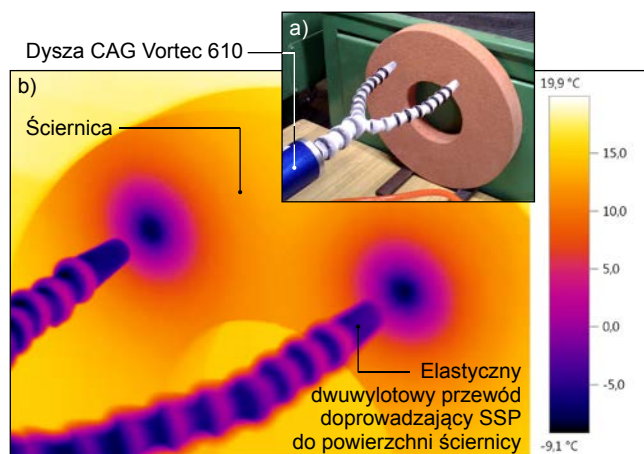 Dysza CAG Vortec 610
a)
b)
Ściernica
Elastyczny
dwuwylotowy przewód
doprowadzający SSP
do powierzchni ściernicy
19,9 °C
15,0
10,0
5,0
0,0
-5,0
-9,1 °C